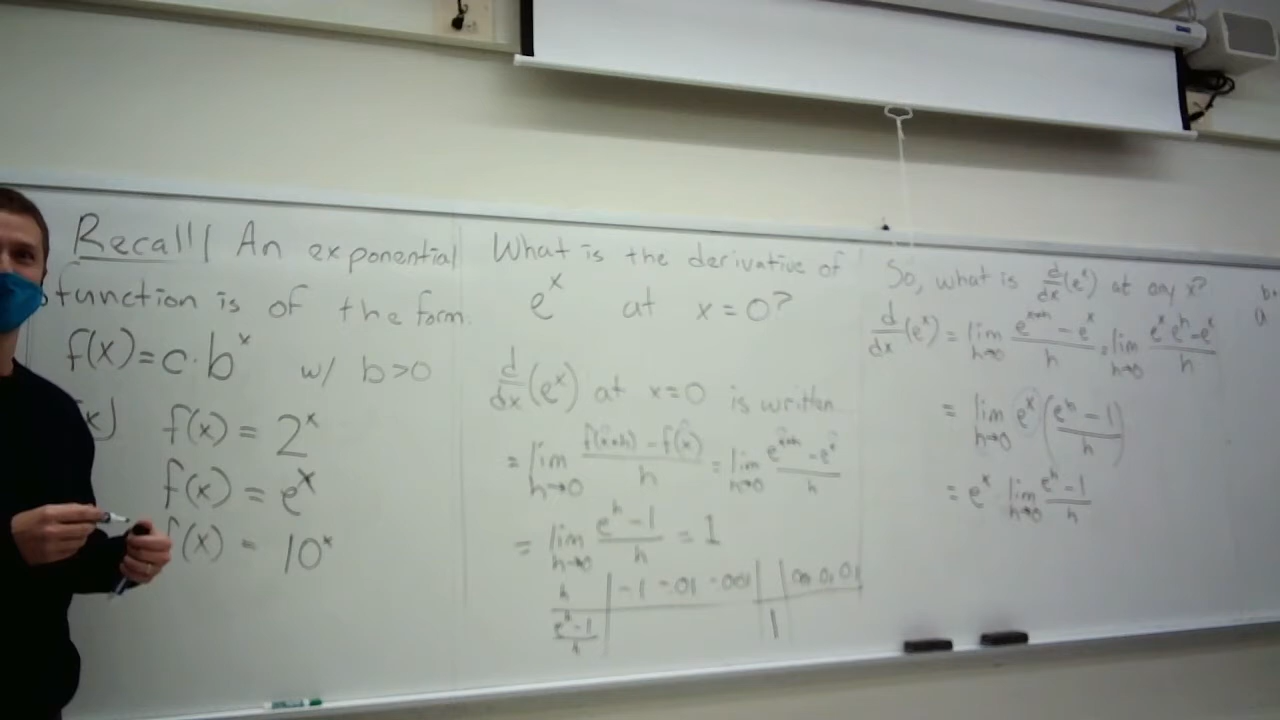 Recall| An exponential
function is of the form
f(x)=c·b^x w/ b>0
f(x) = 2^x
f(x) = e^x
f(x) = 10^x
What is the derivative of
e^x at x=0?
d/dx(e^x) at x=0 is written
= lim h→0 (f(x+h) - f(x))/h = lim h→0 (e^(x+h) - e^x)/h
= lim h→0 (e^h - 1)/h = 1
h | -.1 -.01 -.001 | | .001 .01
(e^h - 1)/h | | 1
So, what is d/dx(e^x) at any x?
d/dx(e^x) = lim h→0 (e^(x+h) - e^x)/h = lim h→0 (e^x e^h - e^x)/h
= lim h→0 e^x ((e^h - 1)/h)
= e^x lim h→0 (e^h - 1)/h